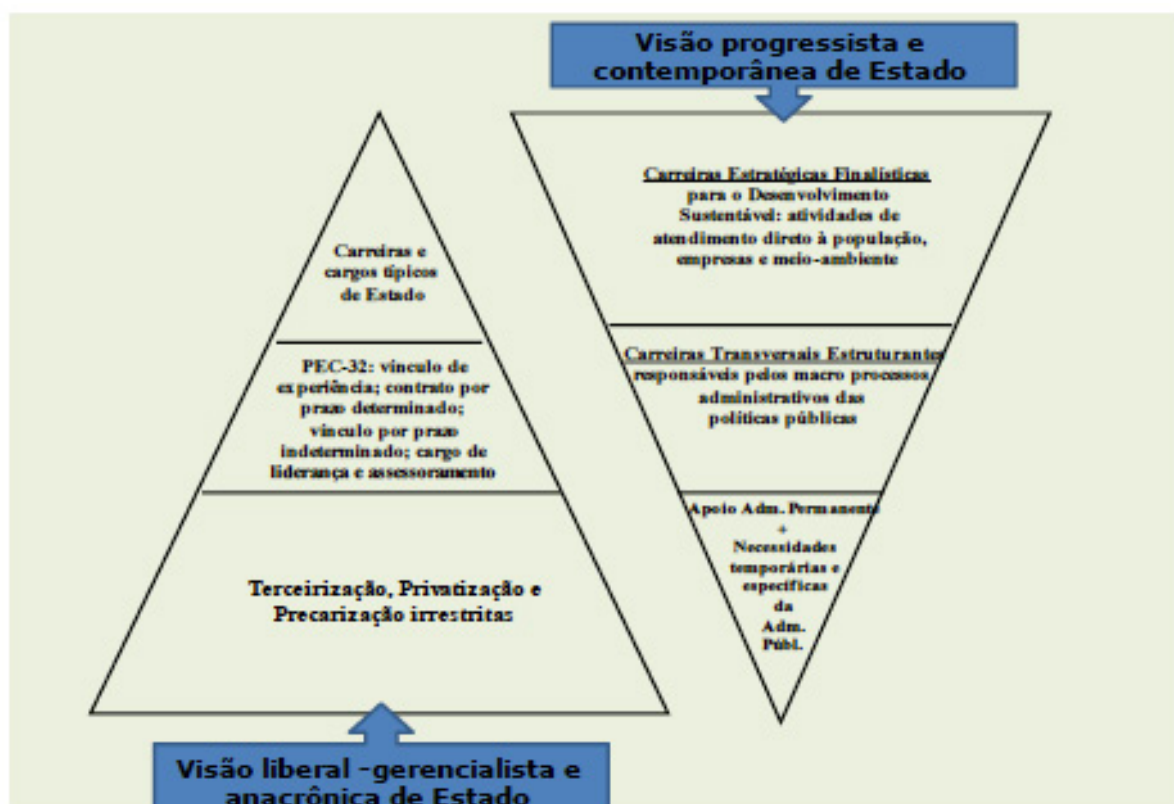 Visão progressista e
contemporânea de Estado
Carreiras e
cargos típicos
de Estado
PEC-32: vínculo de
experiência; contrato por
prazo determinado;
vínculo por prazo
indeterminado; cargo de
liderança e assessoramento
Terceirização, Privatização e
Precarização irrestritas
Visão liberal -gerencialista e
anacrônica de Estado
Carreiras Estratégicas Finalísticas
para o Desenvolvimento
Sustentável: atividades de
atendimento direto à população,
empresas e meio-ambiente
Carreiras Transversais Estruturantes
responsáveis pelos macro processos
administrativos das
políticas públicas
Apoio Adm. Permanente
+
Necessidades
temporárias e
específicas
da
Adm.
Públ.